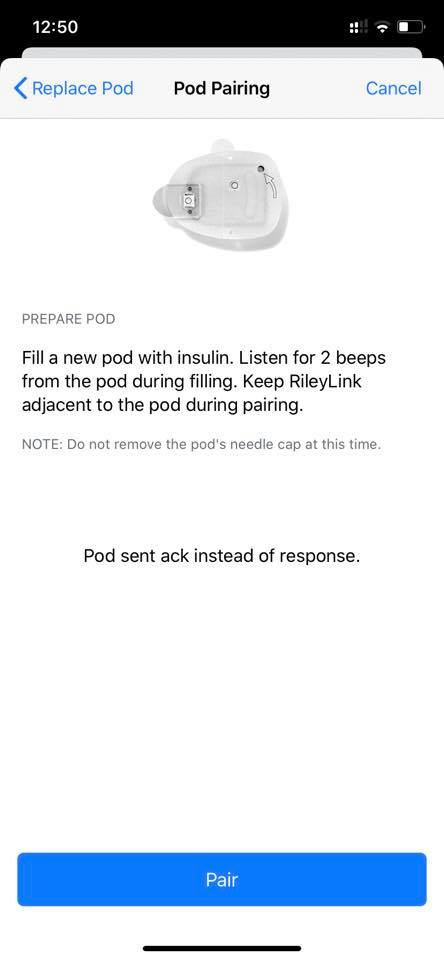 12:50
Replace Pod
Pod Pairing
Cancel
PREPARE POD
Fill a new pod with insulin. Listen for 2 beeps
from the pod during filling. Keep RileyLink
adjacent to the pod during pairing.
NOTE: Do not remove the pod's needle cap at this time.
Pod sent ack instead of response.
Pair